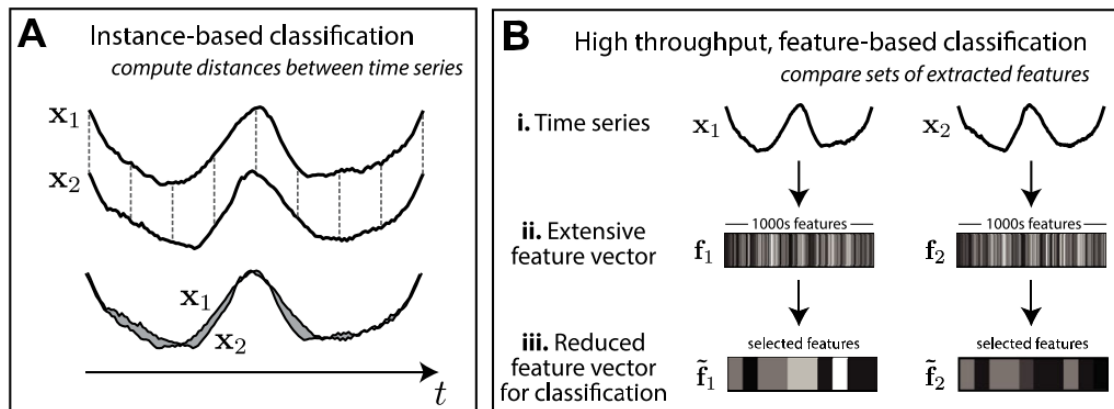 A
Instance-based classification
compute distances between time series
x₁
x₂
x₁
x₂
t
B
High throughput, feature-based classification
compare sets of extracted features
i. Time series
x₁
x₂
ii. Extensive
feature vector
1000s features
f₁
1000s features
f₂
iii. Reduced
feature vector
for classification
selected features
f̃₁
selected features
f̃₂